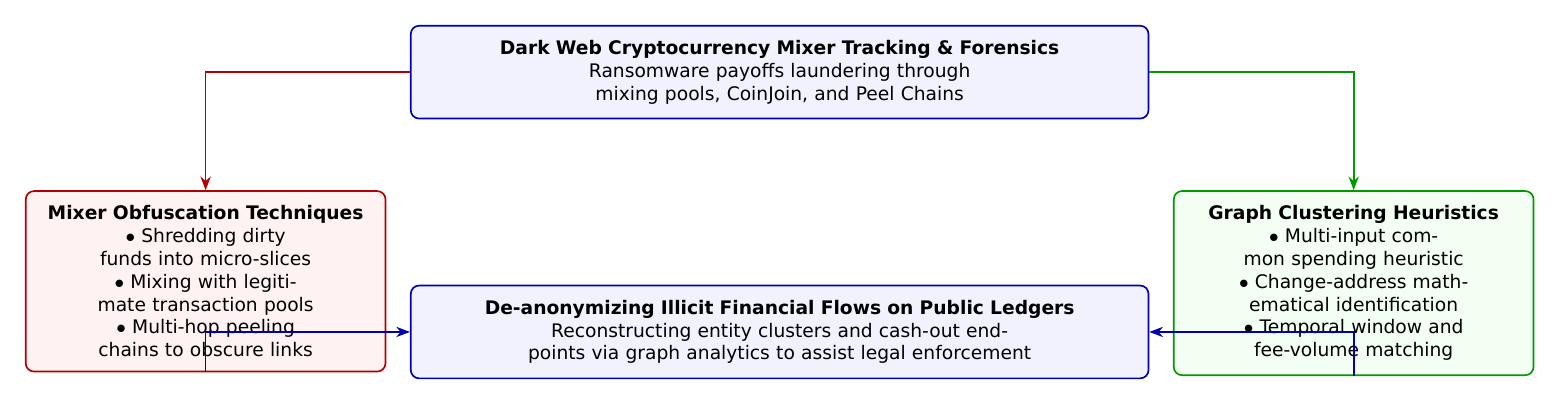 Dark Web Cryptocurrency Mixer Tracking & Forensics
Ransomware payoffs laundering through
mixing pools, CoinJoin, and Peel Chains
Mixer Obfuscation Techniques
• Shredding dirty
funds into micro-slices
• Mixing with legiti-
mate transaction pools
• Multi-hop peeling
chains to obscure links
Graph Clustering Heuristics
• Multi-input com-
mon spending heuristic
• Change-address math-
ematical identification
• Temporal window and
fee-volume matching
De-anonymizing Illicit Financial Flows on Public Ledgers
Reconstructing entity clusters and cash-out end-
points via graph analytics to assist legal enforcement